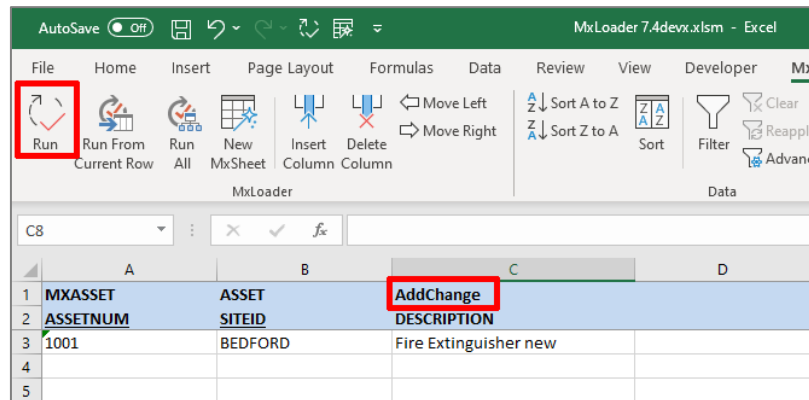 AutoSave Off MxLoader 7.4devx.xlsm - Excel
File Home Insert Page Layout Formulas Data Review View Developer
Run
Run From Current Row
Run All
New MxSheet
Insert Column
Delete Column
Move Left
Move Right
MxLoader
Sort A to Z
Sort Z to A
Sort
Filter
Clear
Data
C8 fx
A B C D
1 MXASSET ASSET AddChange
2 ASSETNUM SITEID DESCRIPTION
3 1001 BEDFORD Fire Extinguisher new
4
5